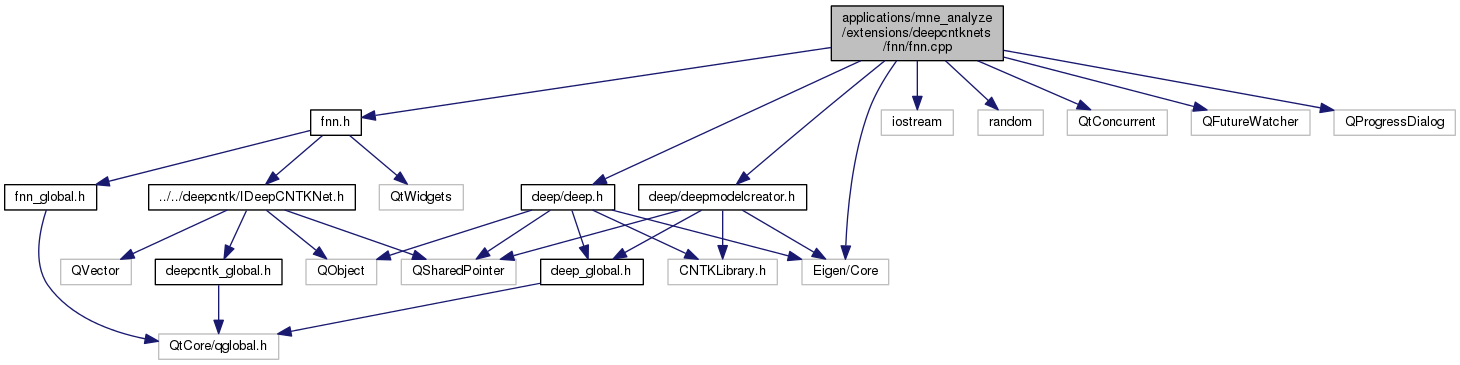 applications/mne_analyze
/extensions/deepcntknets
/fnn/fnn.cpp
fnn.h
iostream
random
QtConcurrent
QFutureWatcher
QProgressDialog
fnn_global.h
../../deepcntk/IDeepCNTKNet.h
QtWidgets
deep/deep.h
deep/deepmodelcreator.h
QVector
deepcntk_global.h
QObject
QSharedPointer
deep_global.h
CNTKLibrary.h
Eigen/Core
QtCore/qglobal.h